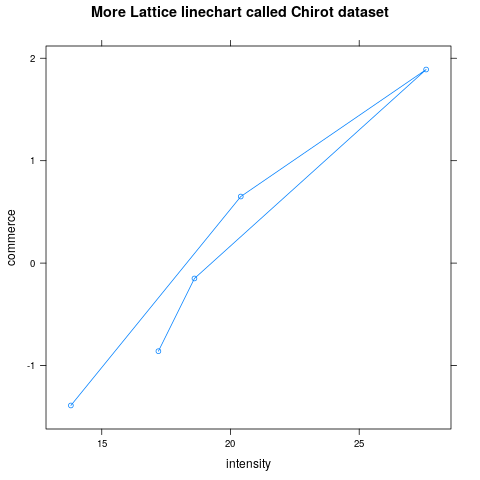 More Lattice linechart called Chirot dataset
2
1
0
-1
commerce
15 20 25
intensity